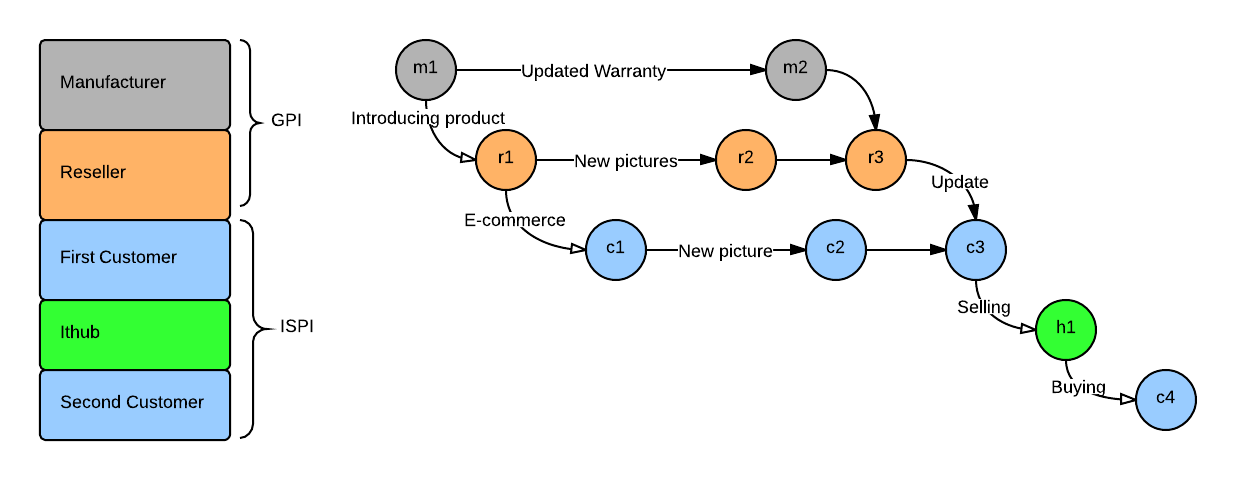 Manufacturer
Reseller
First Customer
Ithub
Second Customer
GPI
ISPI
m1
Updated Warranty
m2
Introducing product
r1
New pictures
r2
r3
Update
E-commerce
c1
New picture
c2
c3
Selling
h1
Buying
c4